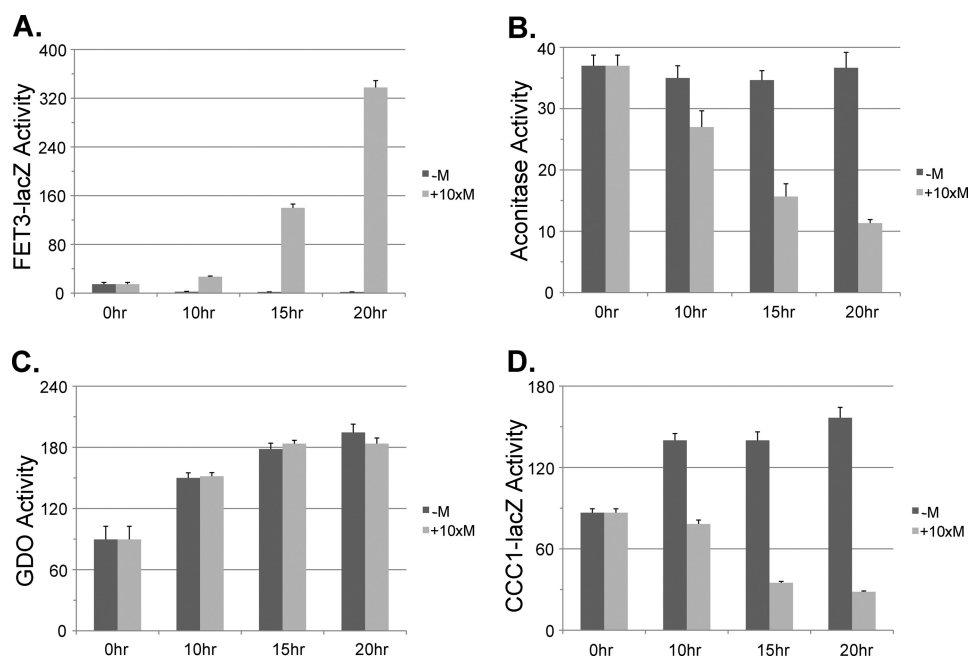 A.
FET3-lacZ Activity
400
320
240
160
80
0
0hr 10hr 15hr 20hr
-M
+10xM
B.
Aconitase Activity
40
30
20
10
0
0hr 10hr 15hr 20hr
-M
+10xM
C.
GDO Activity
240
180
120
60
0
0hr 10hr 15hr 20hr
-M
+10xM
D.
CCC1-lacZ Activity
180
120
60
0
0hr 10hr 15hr 20hr
-M
+10xM